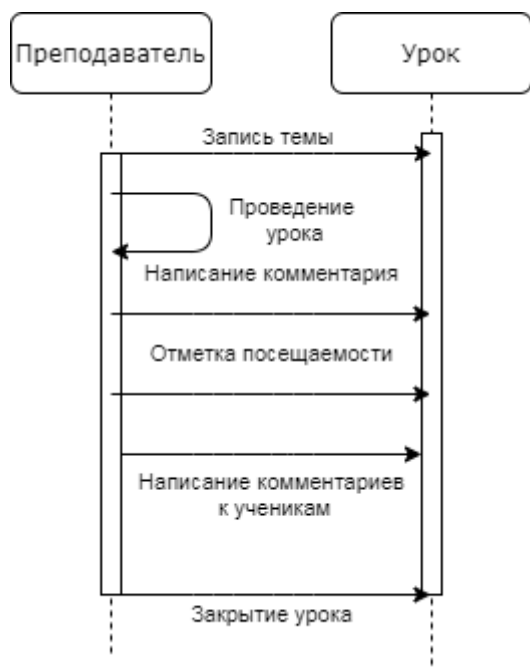 Преподаватель
Урок
Запись темы
Проведение
урока
Написание комментария
Отметка посещаемости
Написание комментариев
к ученикам
Закрытие урока